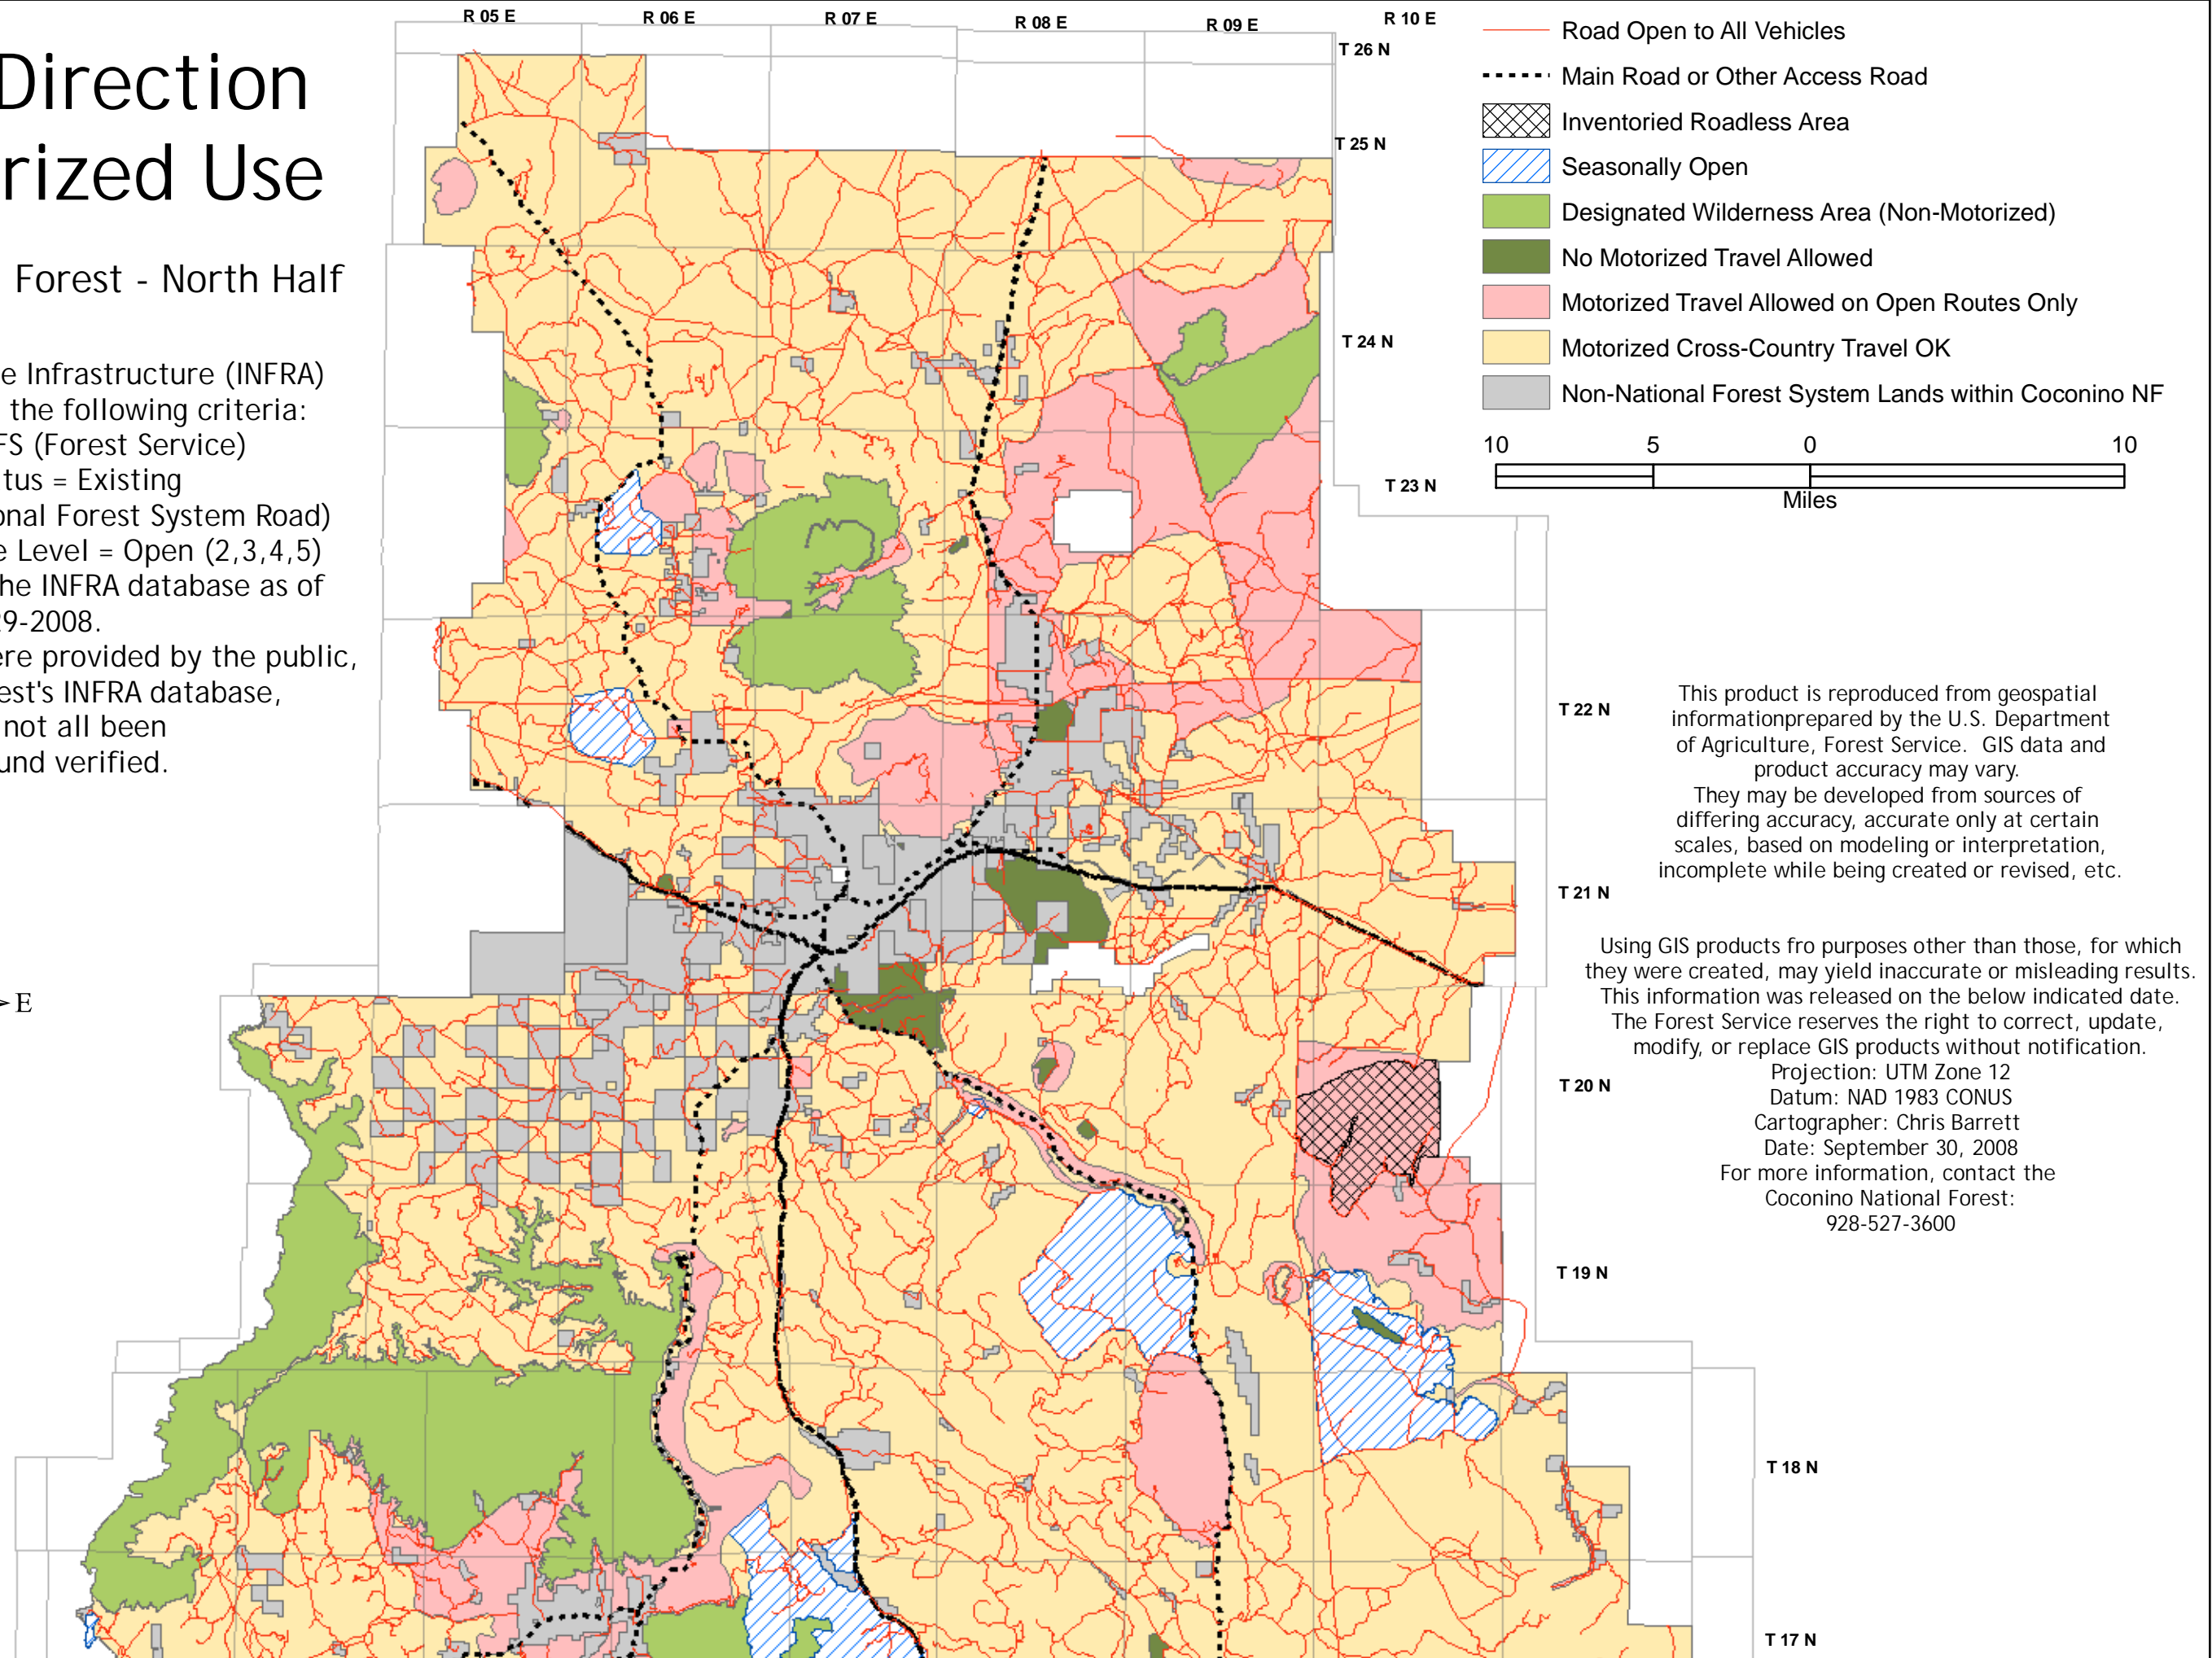 R 05 E
R 06 E
R 07 E
R 08 E
R 09 E
R 10 E
T 26 N
T 25 N
T 24 N
T 23 N
T 22 N
T 21 N
T 20 N
T 19 N
T 18 N
T 17 N
Direction
rized Use
Forest - North Half
e Infrastructure (INFRA)
the following criteria:
FS (Forest Service)
tus = Existing
onal Forest System Road)
e Level = Open (2,3,4,5)
he INFRA database as of
9-2008.
ere provided by the public,
est's INFRA database,
not all been
und verified.
E
Road Open to All Vehicles
Main Road or Other Access Road
Inventoried Roadless Area
Seasonally Open
Designated Wilderness Area (Non-Motorized)
No Motorized Travel Allowed
Motorized Travel Allowed on Open Routes Only
Motorized Cross-Country Travel OK
Non-National Forest System Lands within Coconino NF
10 5 0 10
Miles
This product is reproduced from geospatial
informationprepared by the U.S. Department
of Agriculture, Forest Service. GIS data and
product accuracy may vary.
They may be developed from sources of
differing accuracy, accurate only at certain
scales, based on modeling or interpretation,
incomplete while being created or revised, etc.
Using GIS products fro purposes other than those, for which
they were created, may yield inaccurate or misleading results.
This information was released on the below indicated date.
The Forest Service reserves the right to correct, update,
modify, or replace GIS products without notification.
Projection: UTM Zone 12
Datum: NAD 1983 CONUS
Cartographer: Chris Barrett
Date: September 30, 2008
For more information, contact the
Coconino National Forest:
928-527-3600